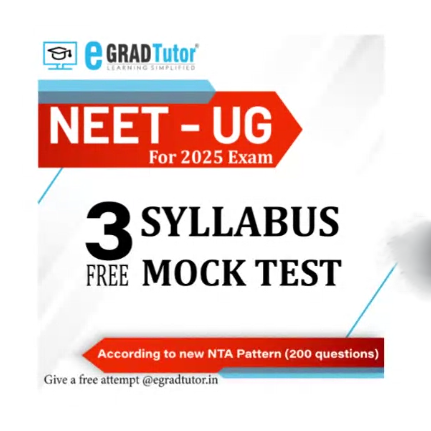 eGRADTutor®
LEARNING SIMPLIFIED
NEET - UG
For 2025 Exam
3 SYLLABUS
FREE MOCK TEST
According to new NTA Pattern (200 questions)
Give a free attempt @egradtutor.in